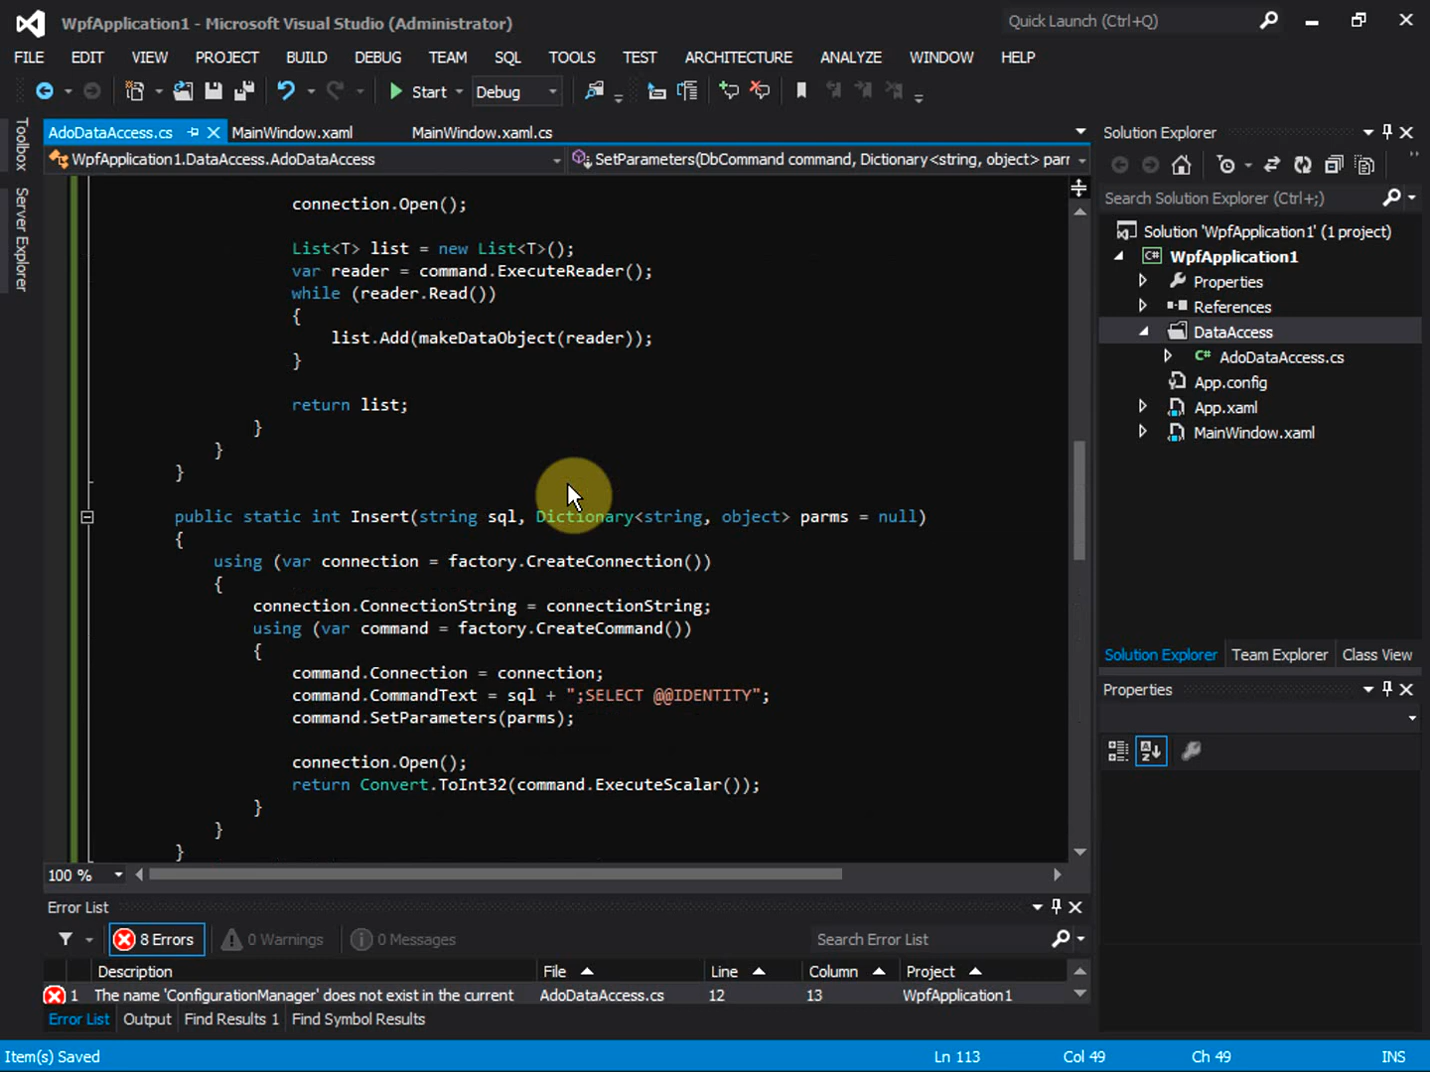 WpfApplication1 - Microsoft Visual Studio (Administrator)
Quick Launch (Ctrl+Q)
FILE EDIT VIEW PROJECT BUILD DEBUG TEAM SQL TOOLS TEST ARCHITECTURE ANALYZE WINDOW HELP
Start Debug
AdoDataAccess.cs MainWindow.xaml MainWindow.xaml.cs
WpfApplication1.DataAccess.AdoDataAccess SetParameters(DbCommand command, Dictionary<string, object> parm
Toolbox
Server Explorer
connection.Open();
List<T> list = new List<T>();
var reader = command.ExecuteReader();
while (reader.Read())
{
list.Add(makeDataObject(reader));
}
return list;
}
}
}
public static int Insert(string sql, Dictionary<string, object> parms = null)
{
using (var connection = factory.CreateConnection())
{
connection.ConnectionString = connectionString;
using (var command = factory.CreateCommand())
{
command.Connection = connection;
command.CommandText = sql + ";SELECT @@IDENTITY";
command.SetParameters(parms);
connection.Open();
return Convert.ToInt32(command.ExecuteScalar());
}
}
}
100 %
Solution Explorer
Search Solution Explorer (Ctrl+;)
Solution 'WpfApplication1' (1 project)
C# WpfApplication1
Properties
References
DataAccess
C# AdoDataAccess.cs
App.config
App.xaml
MainWindow.xaml
Solution Explorer Team Explorer Class View
Properties
Error List
8 Errors 0 Warnings 0 Messages Search Error List
Description File Line Column Project
1 The name 'ConfigurationManager' does not exist in the current AdoDataAccess.cs 12 13 WpfApplication1
Error List Output Find Results 1 Find Symbol Results
Item(s) Saved Ln 113 Col 49 Ch 49 INS